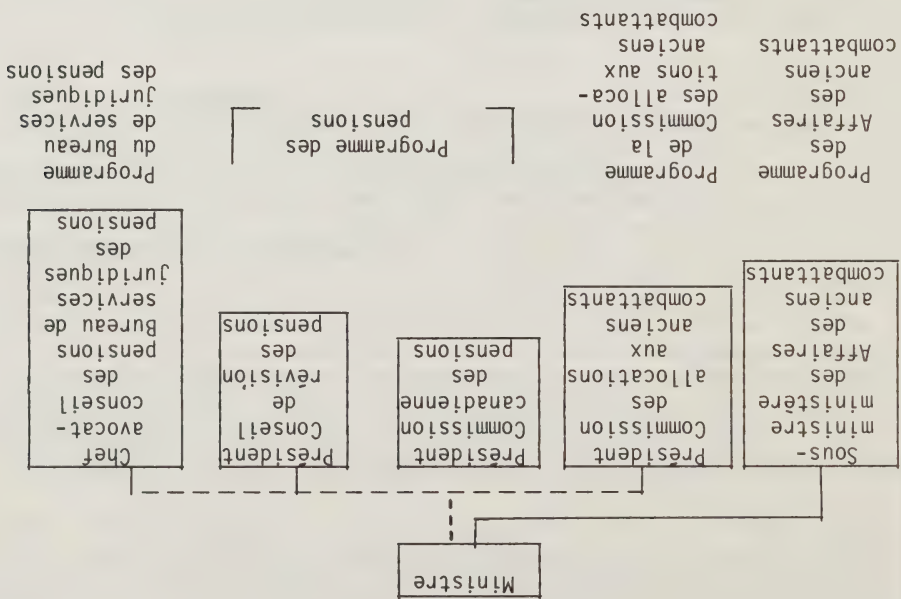 Ministre
Sous-
ministre
ministère
des
Affaires
des
anciens
combattants
Président
Commission
des
allocations
aux
anciens
combattants
Président
Commission
canadienne
des
pensions
Président
Conseil
de
révision
des
pensions
Chef
avocat-
conseil
des
pensions
Bureau de
services
juridiques
des
pensions
Programme
des
Affaires
des
anciens
combattants
Programme
de la
Commission
des alloca-
tions aux
anciens
combattants
Programme des
pensions
Programme
du Bureau
de services
juridiques
des pensions